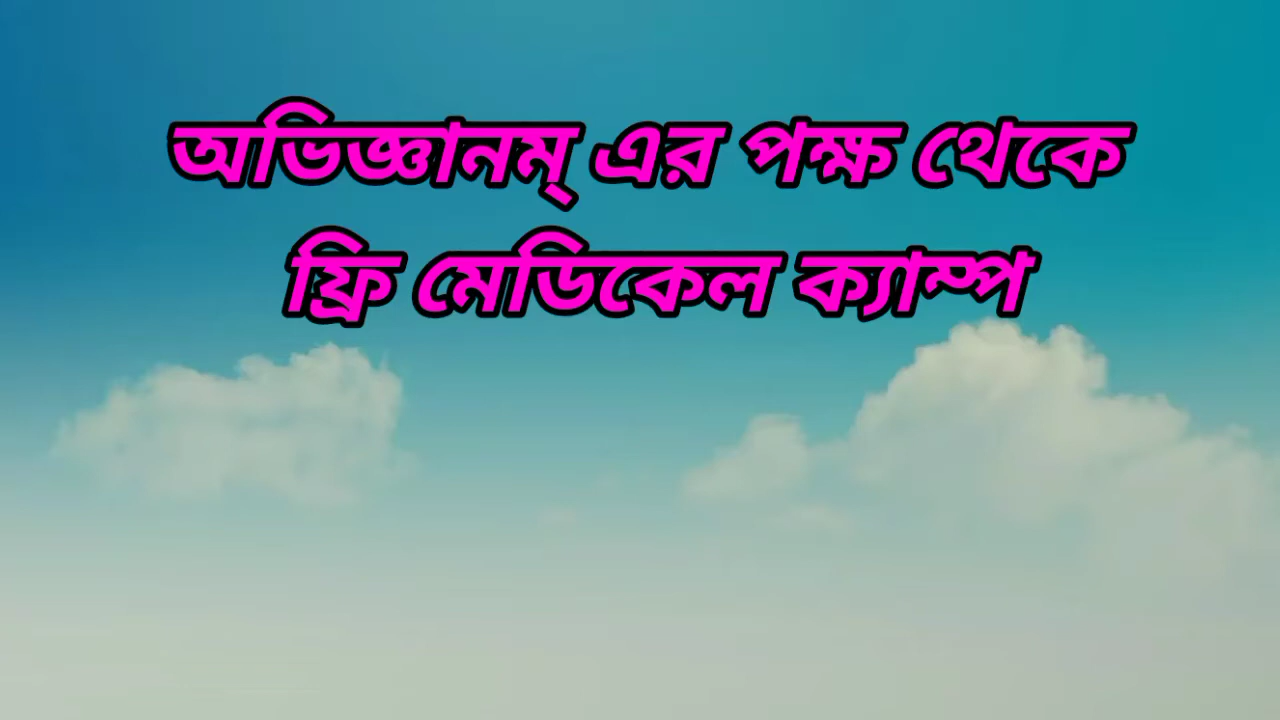 অভিজ্ঞানম্ এর পক্ষ থেকে
ফ্রি মেডিকেল ক্যাম্প